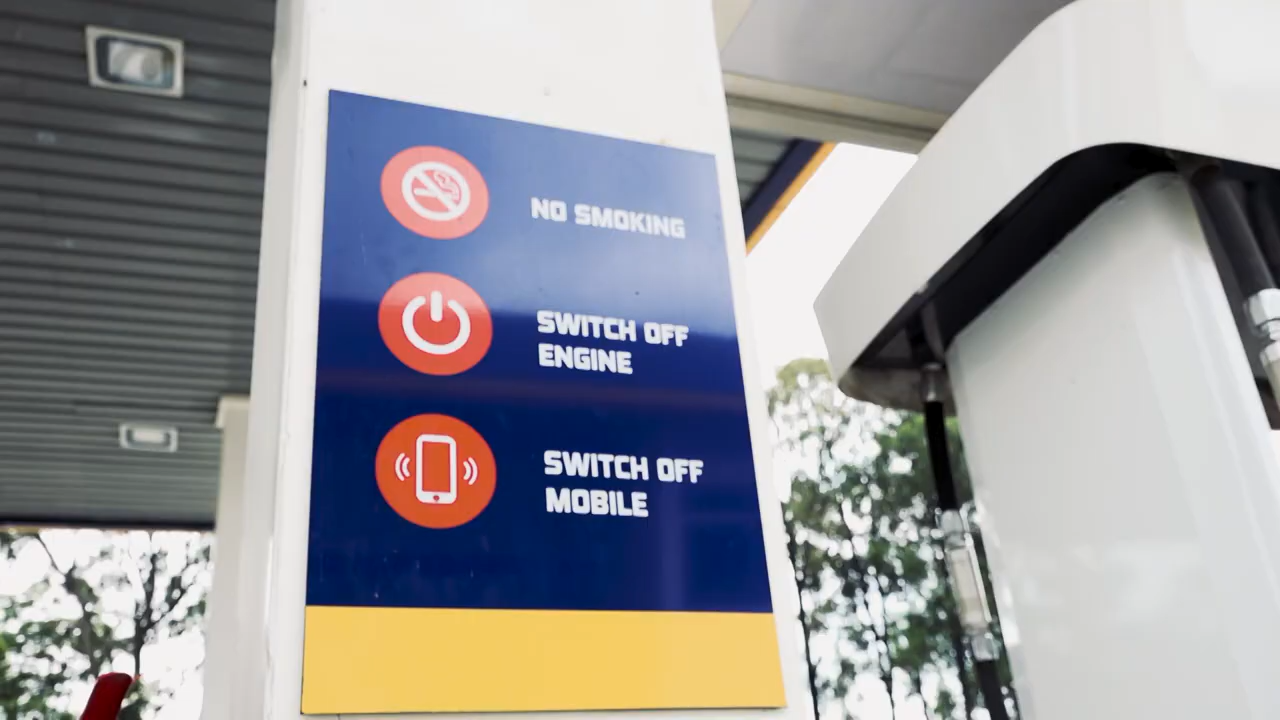 NO SMOKING
SWITCH OFF
ENGINE
SWITCH OFF
MOBILE